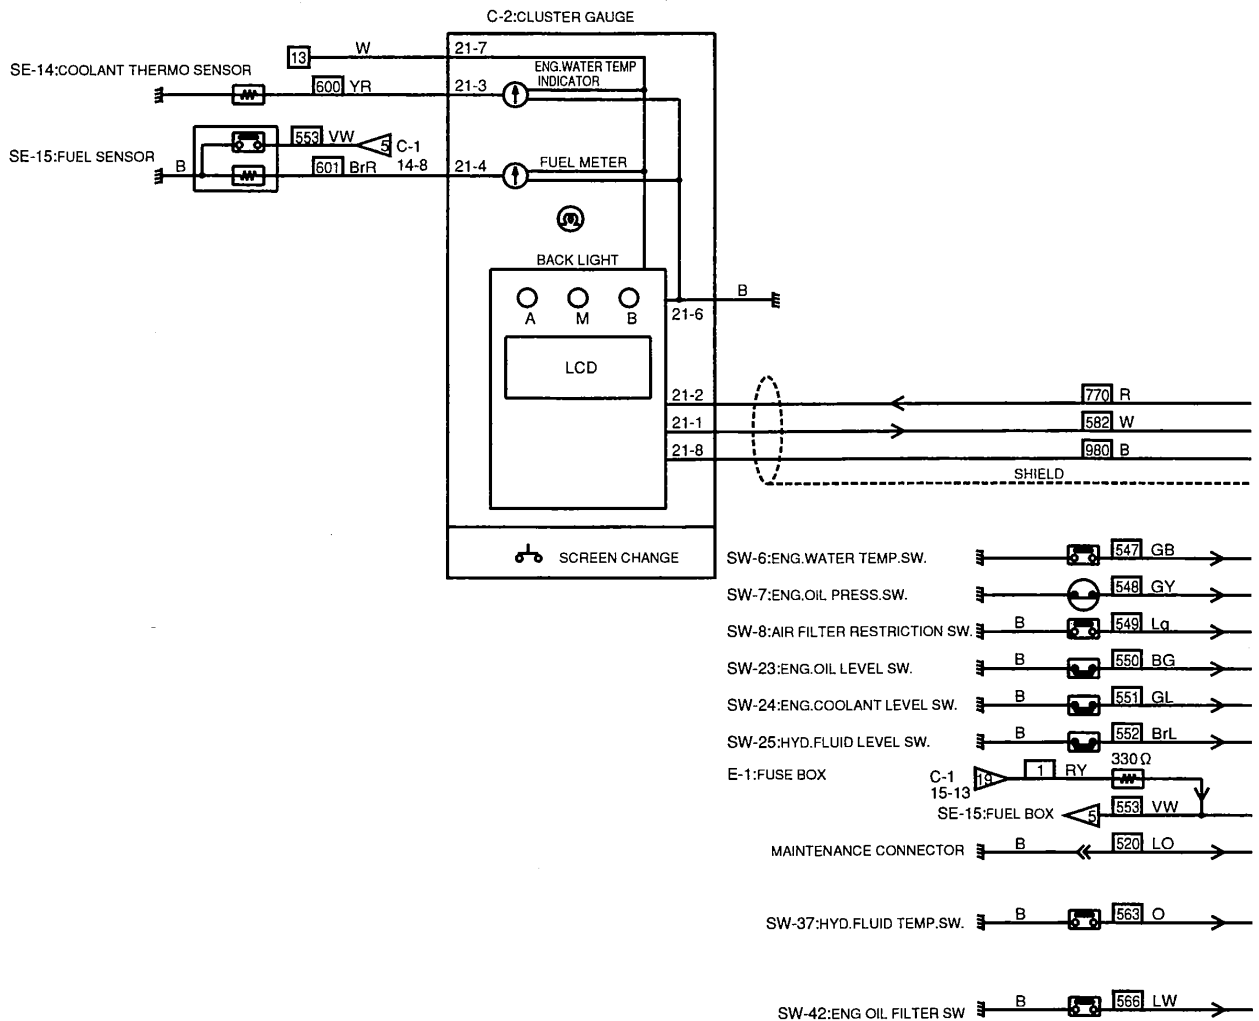 C-2:CLUSTER GAUGE
13
W
21-7
SE-14:COOLANT THERMO SENSOR
ENG.WATER TEMP
INDICATOR
600 YR
21-3
553 VW
5 C-1
14-8
SE-15:FUEL SENSOR
B
601 BrR
21-4
FUEL METER
BACK LIGHT
A M B
B
21-6
LCD
21-2
770 R
21-1
582 W
21-8
980 B
SHIELD
SCREEN CHANGE
SW-6:ENG.WATER TEMP.SW.
547 GB
SW-7:ENG.OIL PRESS.SW.
548 GY
SW-8:AIR FILTER RESTRICTION SW.
B
549 Lg
SW-23:ENG.OIL LEVEL SW.
B
550 BG
SW-24:ENG.COOLANT LEVEL SW.
B
551 GL
SW-25:HYD.FLUID LEVEL SW.
B
552 BrL
E-1:FUSE BOX
C-1
15-13
19
1 RY
330Ω
SE-15:FUEL BOX
5
553 VW
MAINTENANCE CONNECTOR
B
520 LO
SW-37:HYD.FLUID TEMP.SW.
B
563 O
SW-42:ENG OIL FILTER SW
B
566 LW